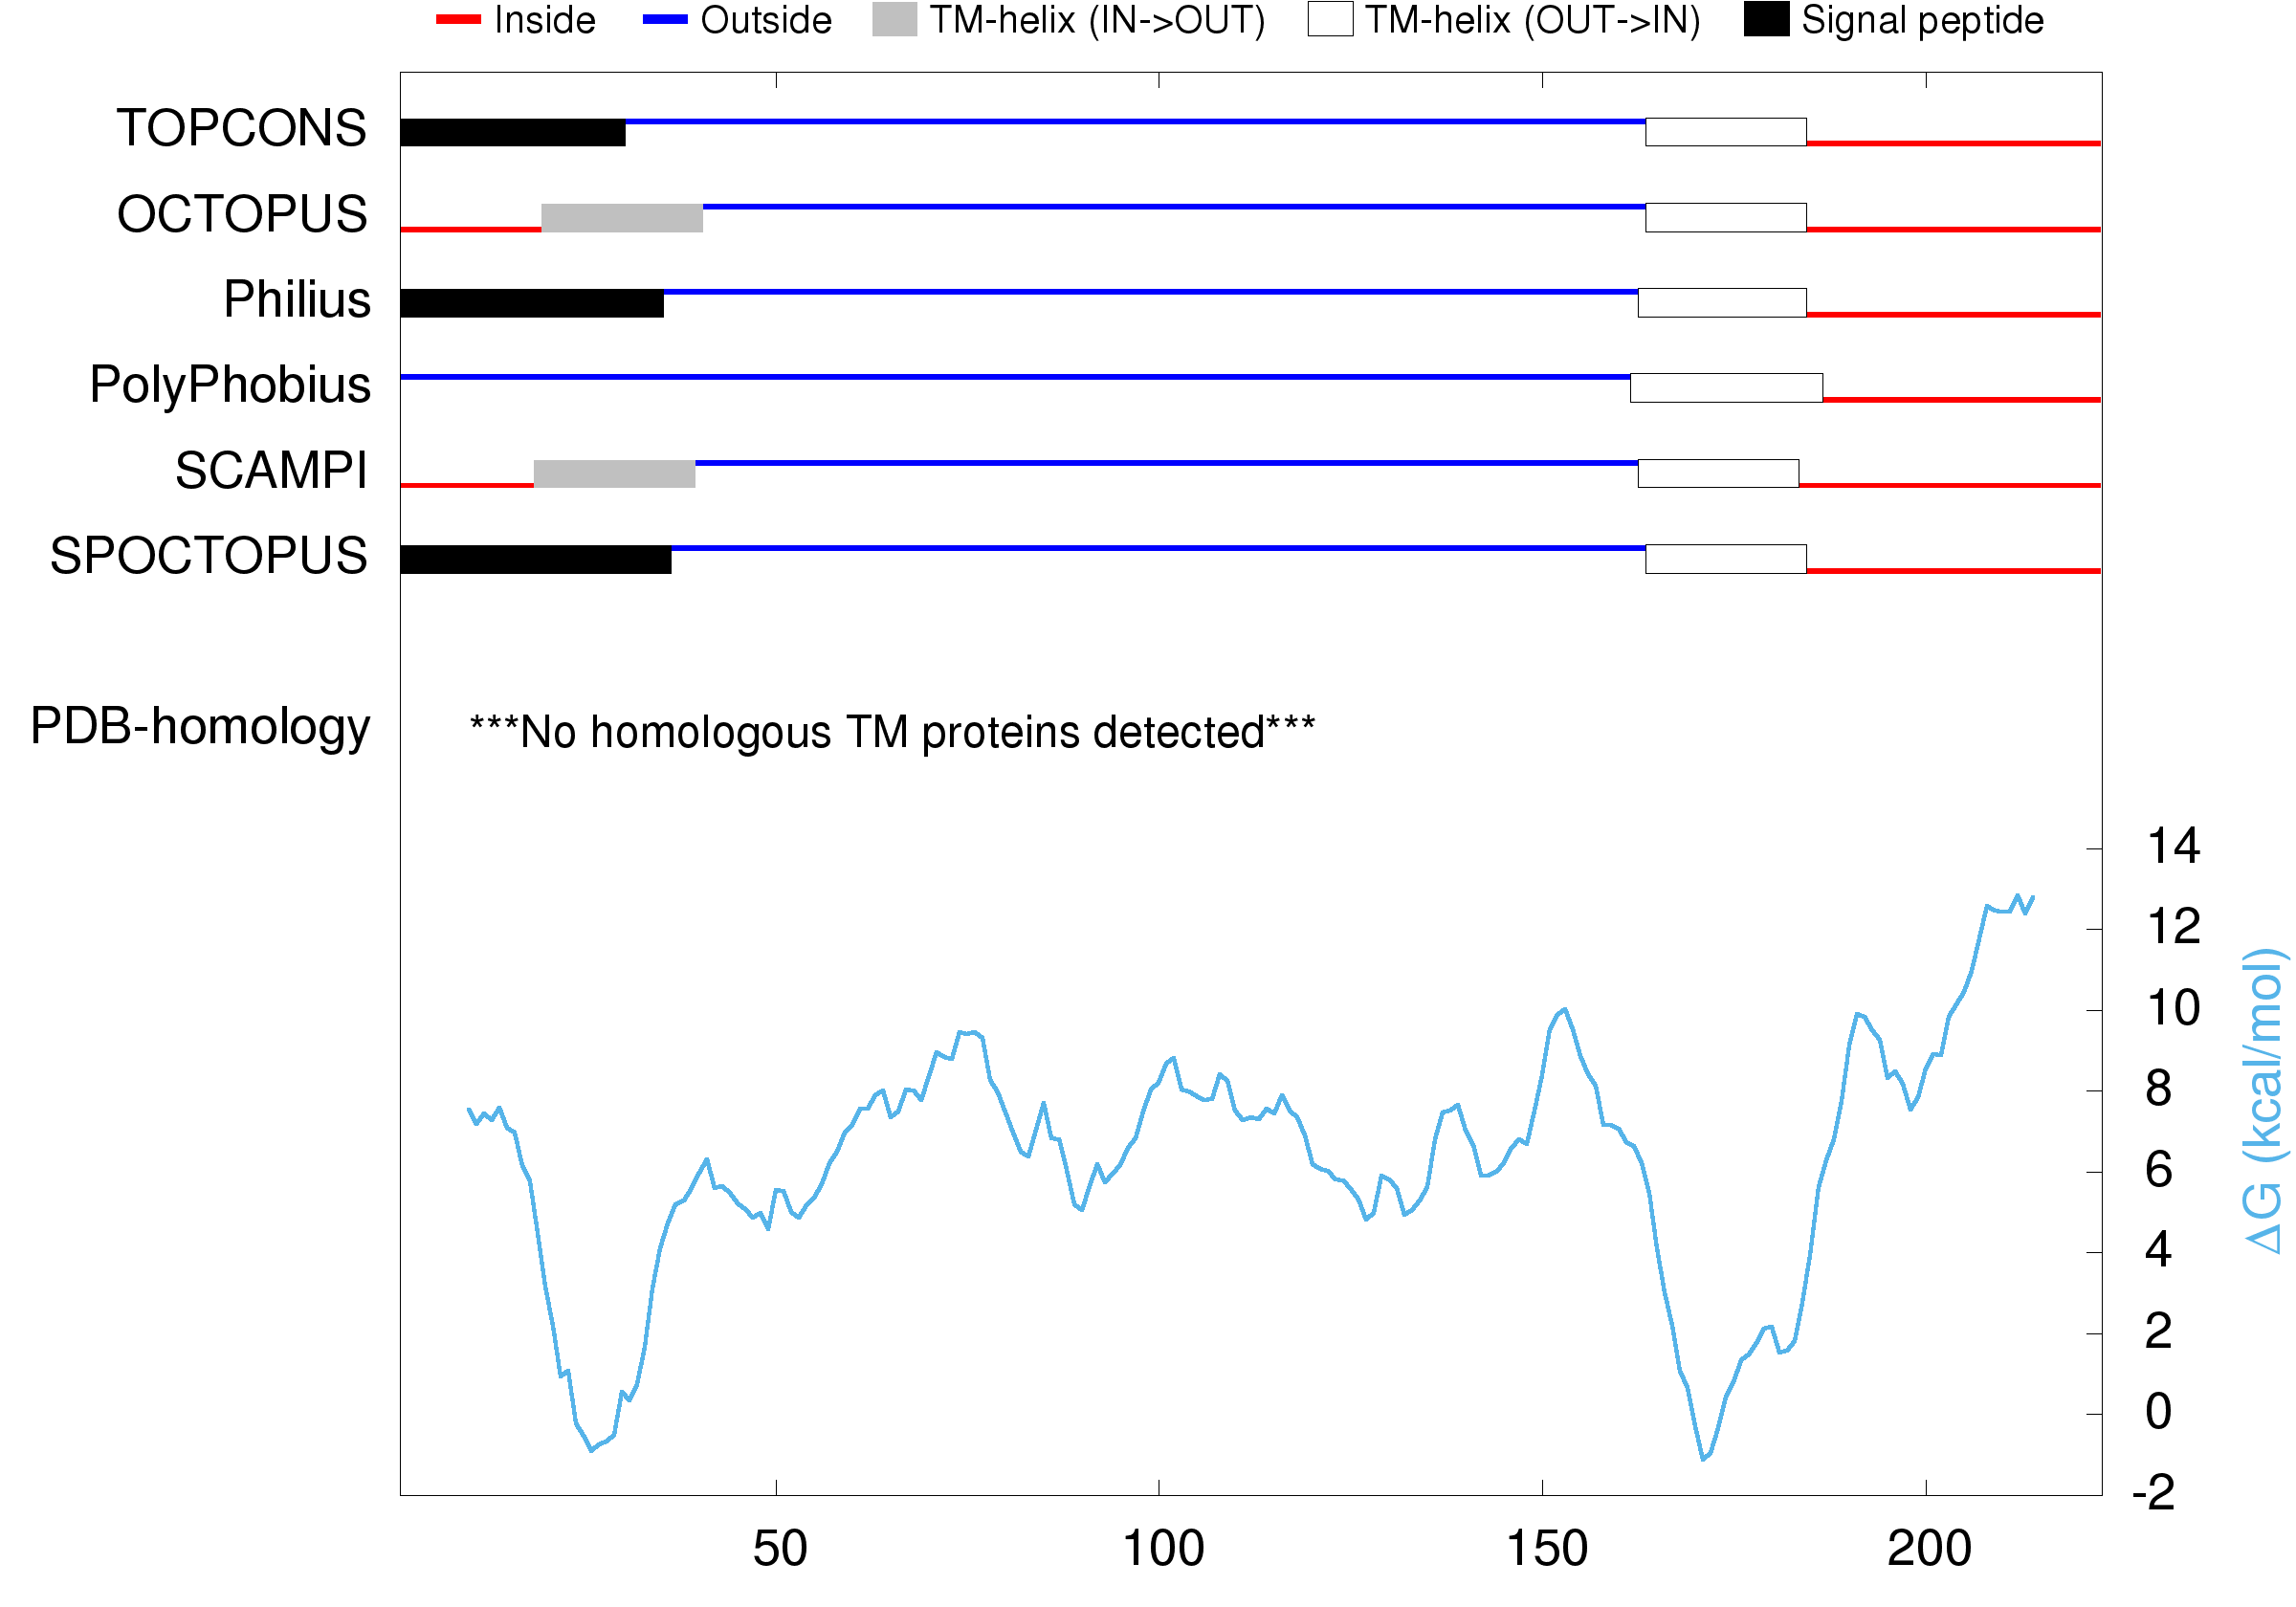 Inside Outside TM-helix (IN->OUT) TM-helix (OUT->IN) Signal peptide
TOPCONS
OCTOPUS
Philius
PolyPhobius
SCAMPI
SPOCTOPUS
PDB-homology ***No homologous TM proteins detected***
14
12
10
8
6
4
2
0
-2
ΔG (kcal/mol)
50 100 150 200